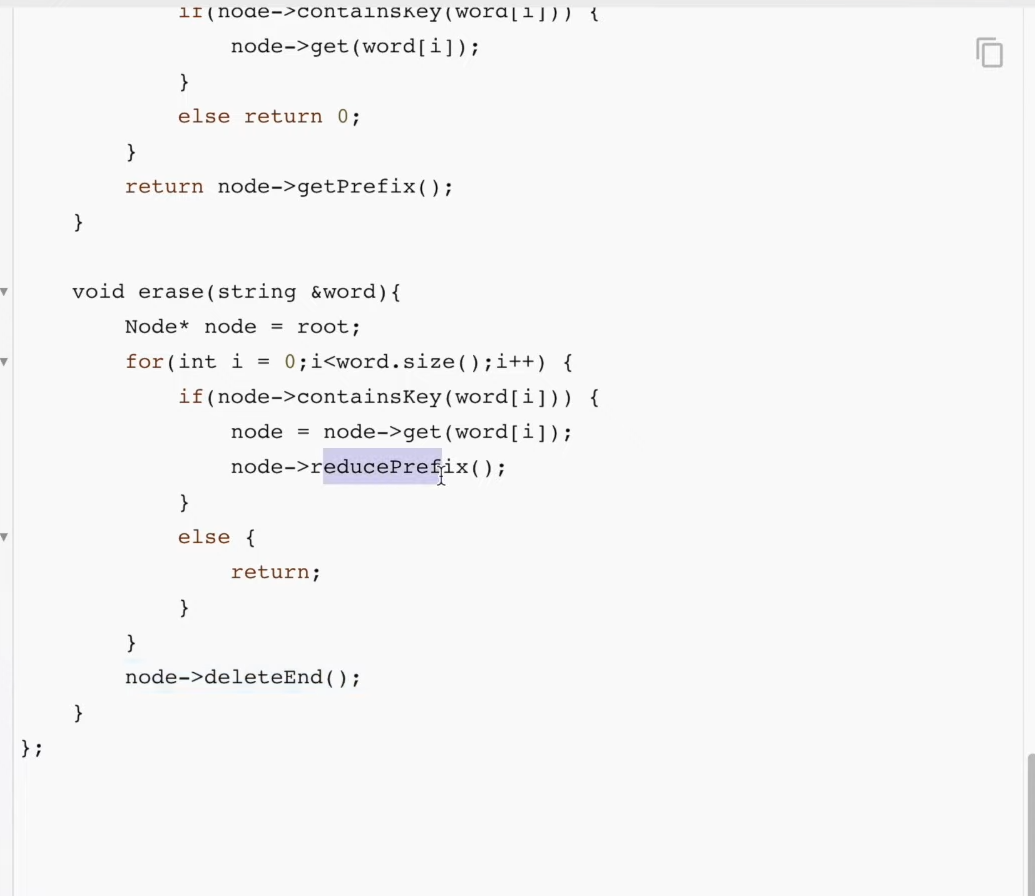 if(node->containsKey(word[i])) {
node->get(word[i]);
}
else return 0;
}
return node->getPrefix();
}
void erase(string &word){
Node* node = root;
for(int i = 0;i<word.size();i++) {
if(node->containsKey(word[i])) {
node = node->get(word[i]);
node->reducePrefix();
}
else {
return;
}
}
node->deleteEnd();
}
};